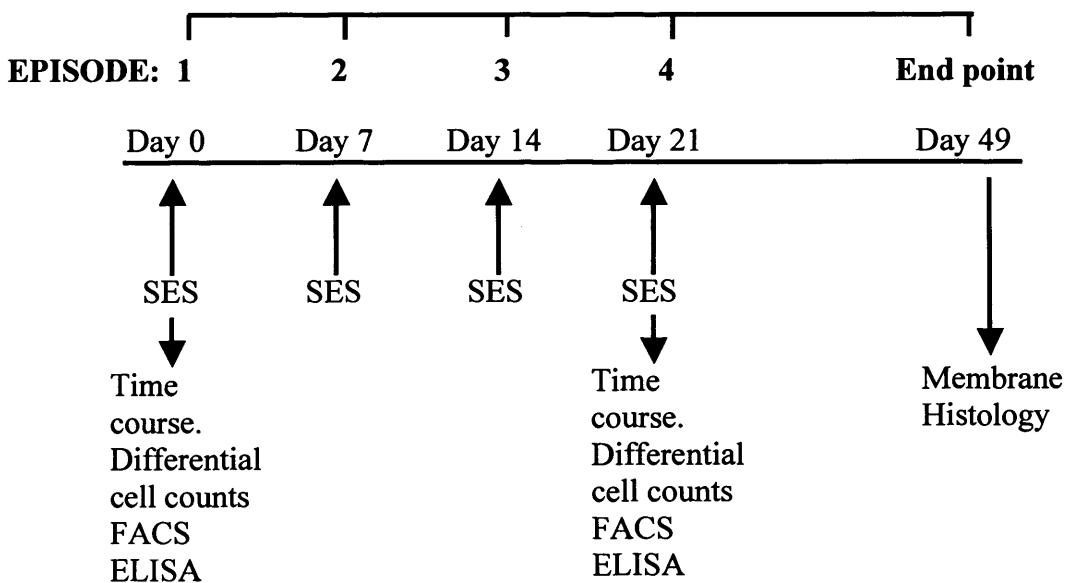 EPISODE: 1 2 3 4 End point
Day 0 Day 7 Day 14 Day 21 Day 49
SES SES SES SES
Time
course.
Differential
cell counts
FACS
ELISA
Time
course.
Differential
cell counts
FACS
ELISA
Membrane
Histology